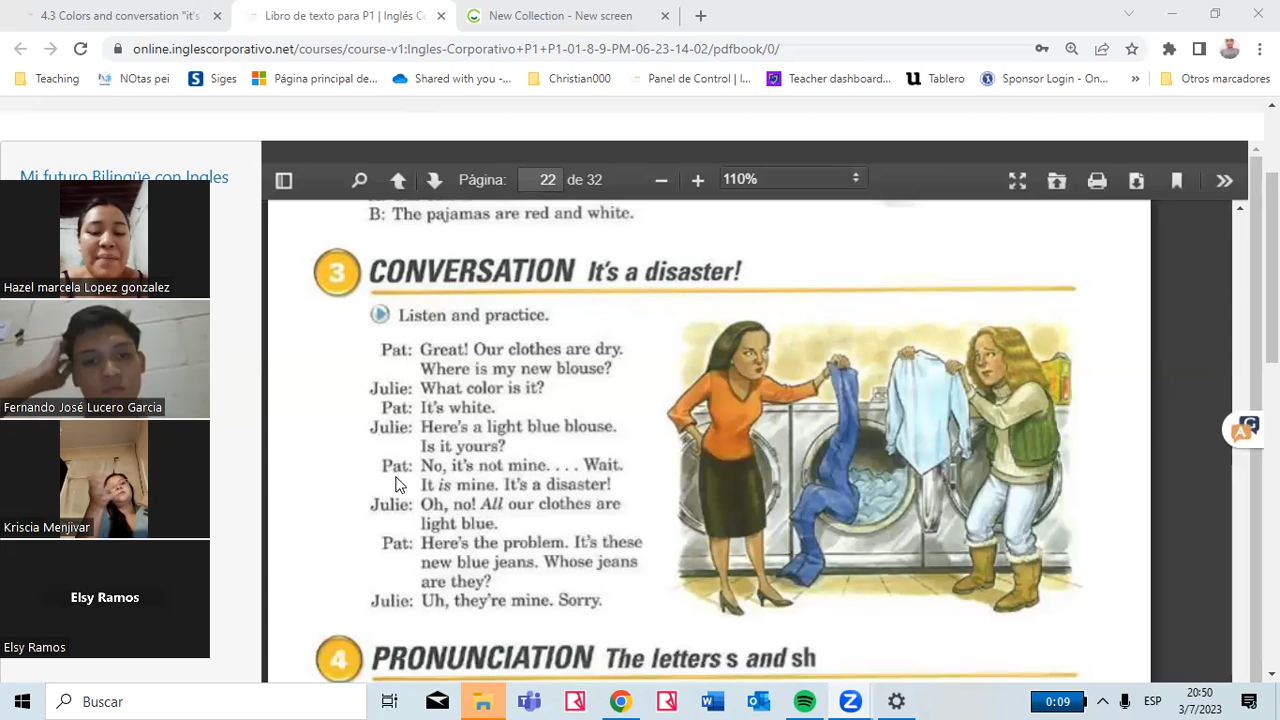 4.3 Colors and conversation "it's
Libro de texto para P1 | Inglés Co
New Collection - New screen
online.inglescorporativo.net/courses/course-v1:Ingles-Corporativo+P1+P1-01-8-9-PM-06-23-14-02/pdfbook/0/
Teaching
NOtas pei
Siges
Página principal de...
Shared with you -...
Christian000
Panel de Control | I...
Teacher dashboard...
Tablero
Sponsor Login - On...
Otros marcadores
Mi futuro Bilingüe con Ingles
Página: 22 de 32
110%
B: The pajamas are red and white.
3 CONVERSATION It's a disaster!
Listen and practice.
Pat: Great! Our clothes are dry.
Where is my new blouse?
Julie: What color is it?
Pat: It's white.
Julie: Here's a light blue blouse.
Is it yours?
Pat: No, it's not mine. . . . Wait.
It is mine. It's a disaster!
Julie: Oh, no! All our clothes are
light blue.
Pat: Here's the problem. It's these
new blue jeans. Whose jeans
are they?
Julie: Uh, they're mine. Sorry.
4 PRONUNCIATION The letters s and sh
Hazel marcela Lopez gonzalez
Fernando José Lucero Garcia
Kriscia Menjivar
Elsy Ramos
Elsy Ramos
Buscar
0:09
ESP
20:50
3/7/2023